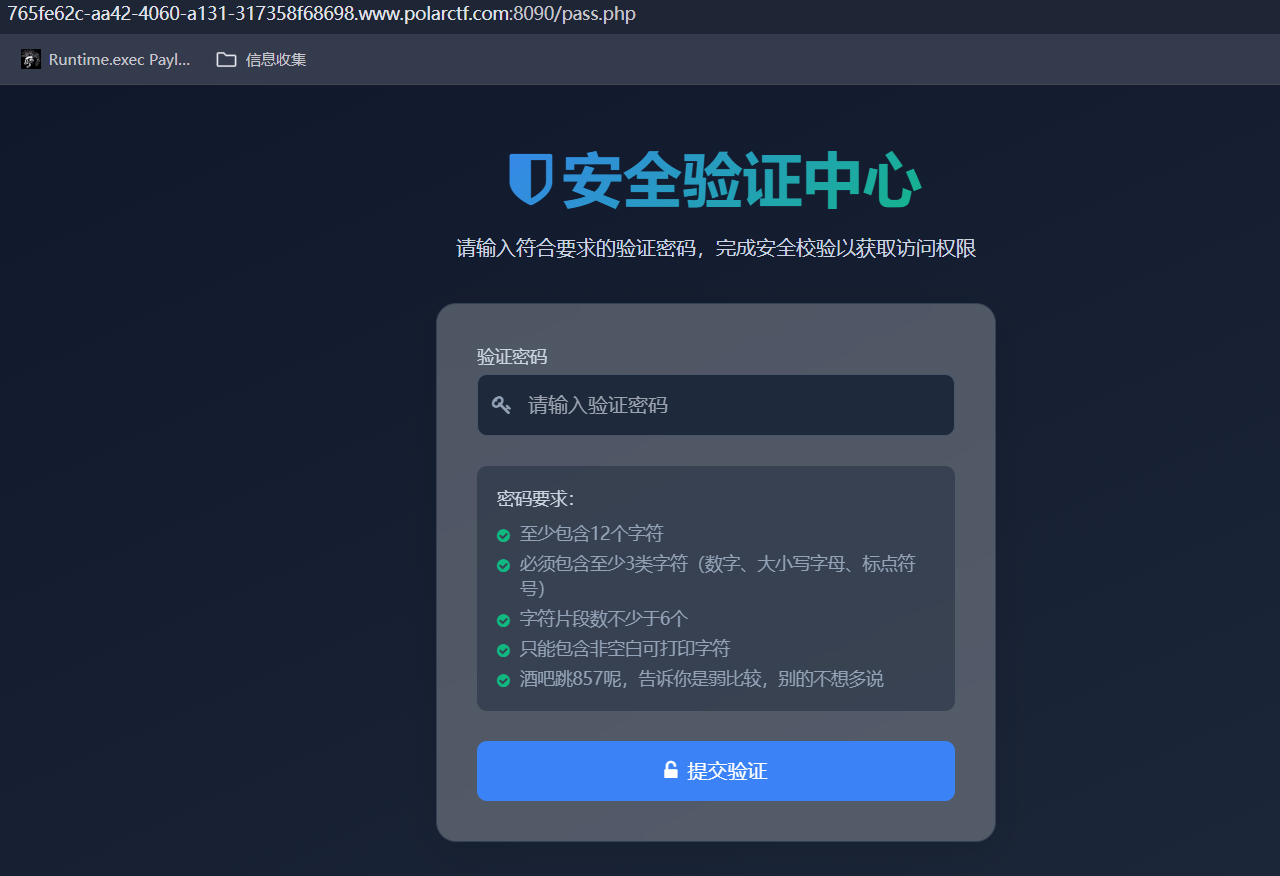 765fe62c-aa42-4060-a131-317358f68698.www.polarctf.com:8090/pass.php
Runtime.exec Payl... 信息收集
安全验证中心
请输入符合要求的验证密码，完成安全校验以获取访问权限
验证密码
请输入验证密码
密码要求：
至少包含12个字符
必须包含至少3类字符（数字、大小写字母、标点符
号）
字符片段数不少于6个
只能包含非空白可打印字符
酒吧跳857呢，告诉你是弱比较，别的不想多说
提交验证